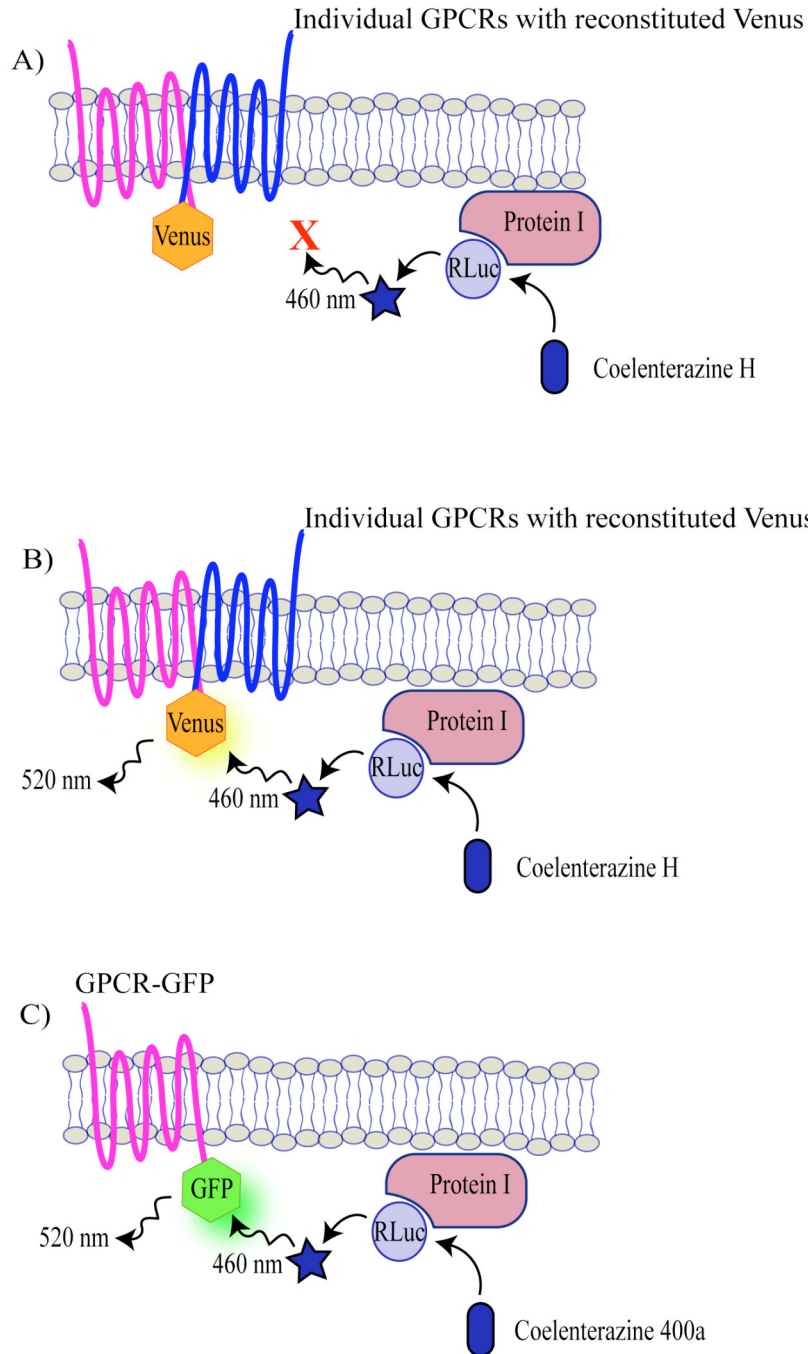 Individual GPCRs with reconstituted Venus
A)
Venus
X
460 nm
RLuc
Protein I
Coelenterazine H
Individual GPCRs with reconstituted Venus
B)
Venus
520 nm
460 nm
RLuc
Protein I
Coelenterazine H
GPCR-GFP
C)
GFP
520 nm
460 nm
RLuc
Protein I
Coelenterazine 400a